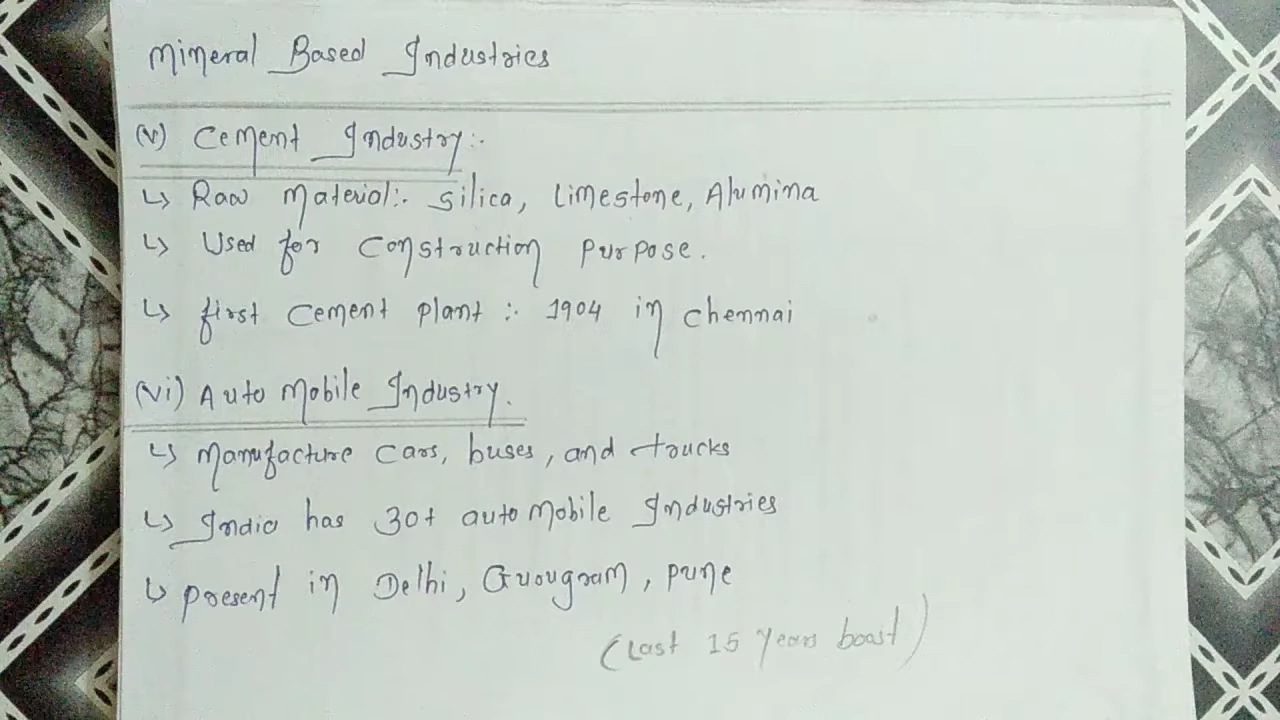 Mineral Based Industries
(v) Cement Industry:-
↳ Raw Material:- Silica, Limestone, Alumina
↳ Used for Construction Purpose.
↳ first Cement plant :- 1904 in Chennai
(vi) Auto Mobile Industry.
↳ Manufacture Cars, buses, and trucks
↳ India has 30+ auto Mobile Industries
↳ Present in Delhi, Gurugram, Pune
(Last 15 Years boost)